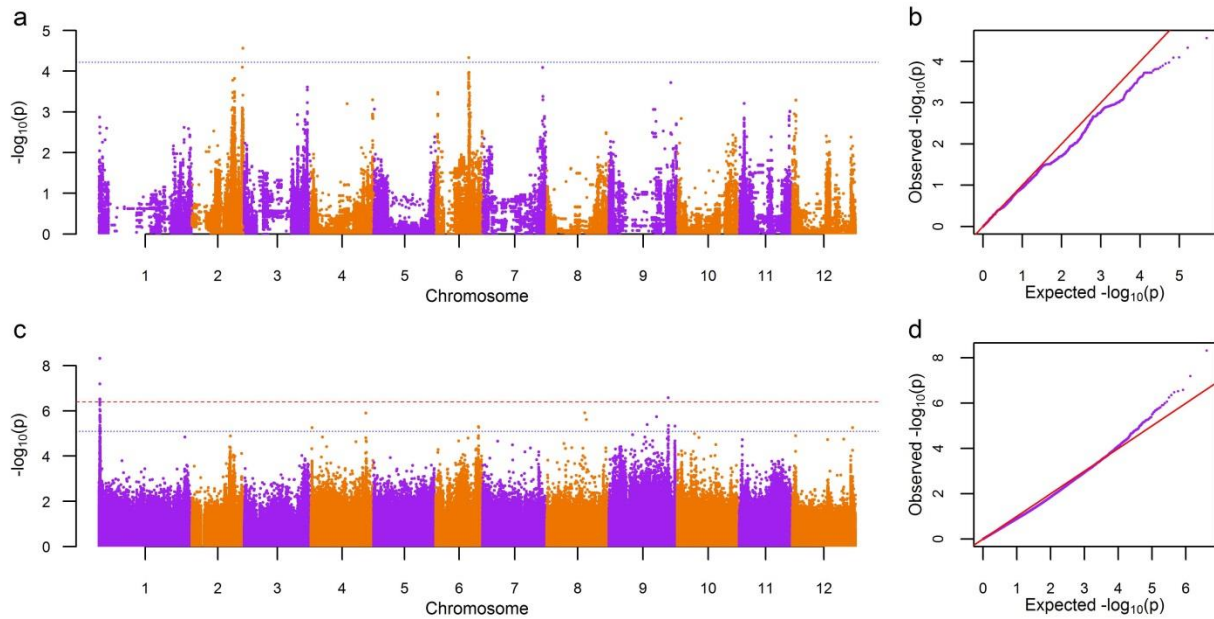 a
5
4
3
2
1
0
-log10(p)
1 2 3 4 5 6 7 8 9 10 11 12
Chromosome
b
4
3
2
1
0
Observed -log10(p)
0 1 2 3 4 5
Expected -log10(p)
c
8
6
4
2
0
-log10(p)
1 2 3 4 5 6 7 8 9 10 11 12
Chromosome
d
8
6
4
2
0
Observed -log10(p)
0 1 2 3 4 5 6
Expected -log10(p)